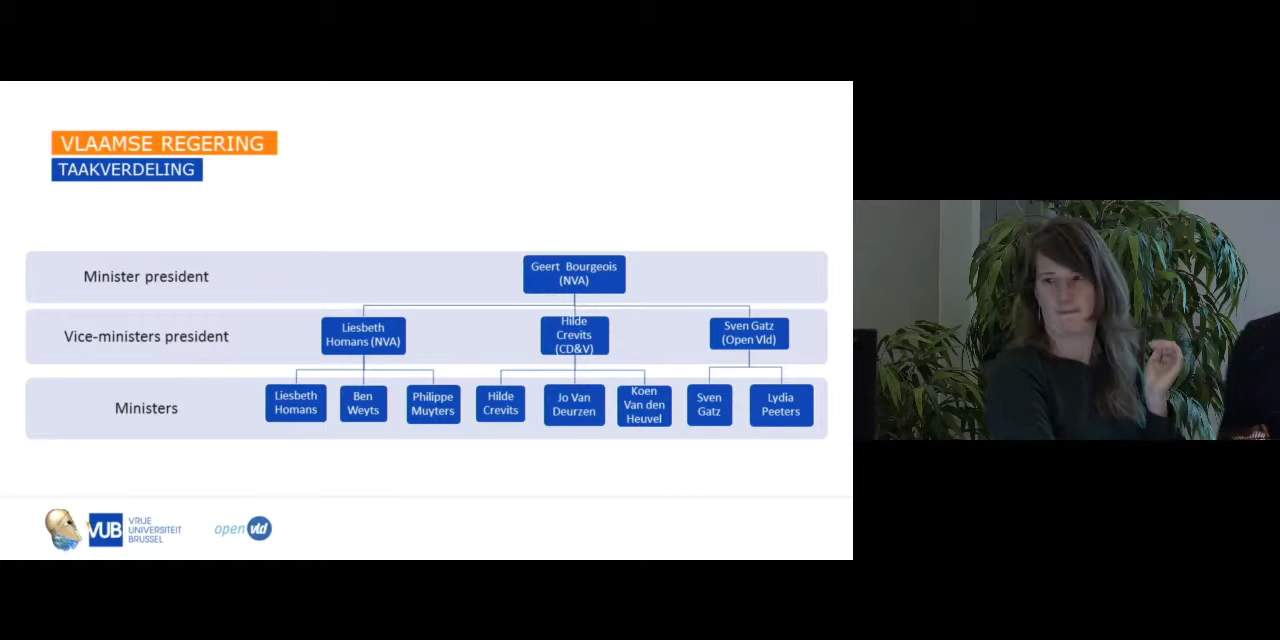 VLAAMSE REGERING
TAAKVERDELING
Minister president
Geert Bourgeois
(NVA)
Vice-ministers president
Liesbeth
Homans (NVA)
Hilde
Crevits
(CD&V)
Sven Gatz
(Open Vld)
Ministers
Liesbeth
Homans
Ben
Weyts
Philippe
Muyters
Hilde
Crevits
Jo Van
Deurzen
Koen
Van den
Heuvel
Sven
Gatz
Lydia
Peeters
VUB
VRIJE
UNIVERSITEIT
BRUSSEL
open vld